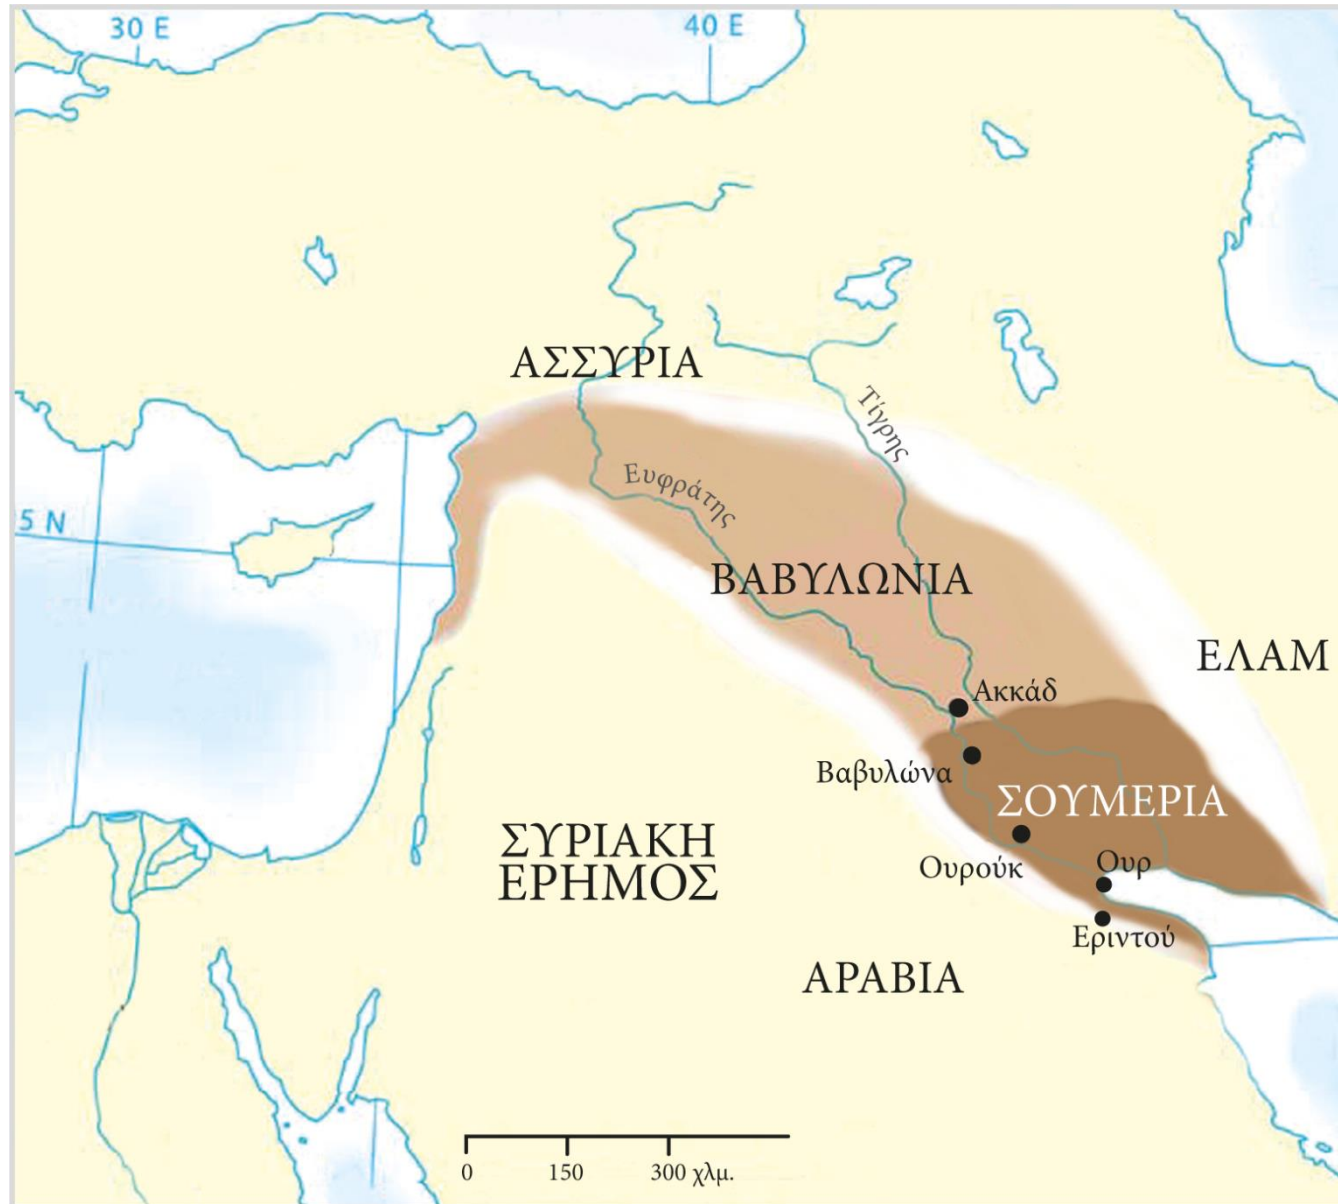 30 E
40 E
ΑΣΣΥΡΙΑ
Τίγρης
Ευφράτης
5 N
ΒΑΒΥΛΩΝΙΑ
ΕΛΑΜ
Ακκάδ
Βαβυλώνα
ΣΟΥΜΕΡΙΑ
ΣΥΡΙΑΚΗ
ΕΡΗΜΟΣ
Ουρούκ
Ουρ
Εριντού
ΑΡΑΒΙΑ
0 150 300 χλμ.